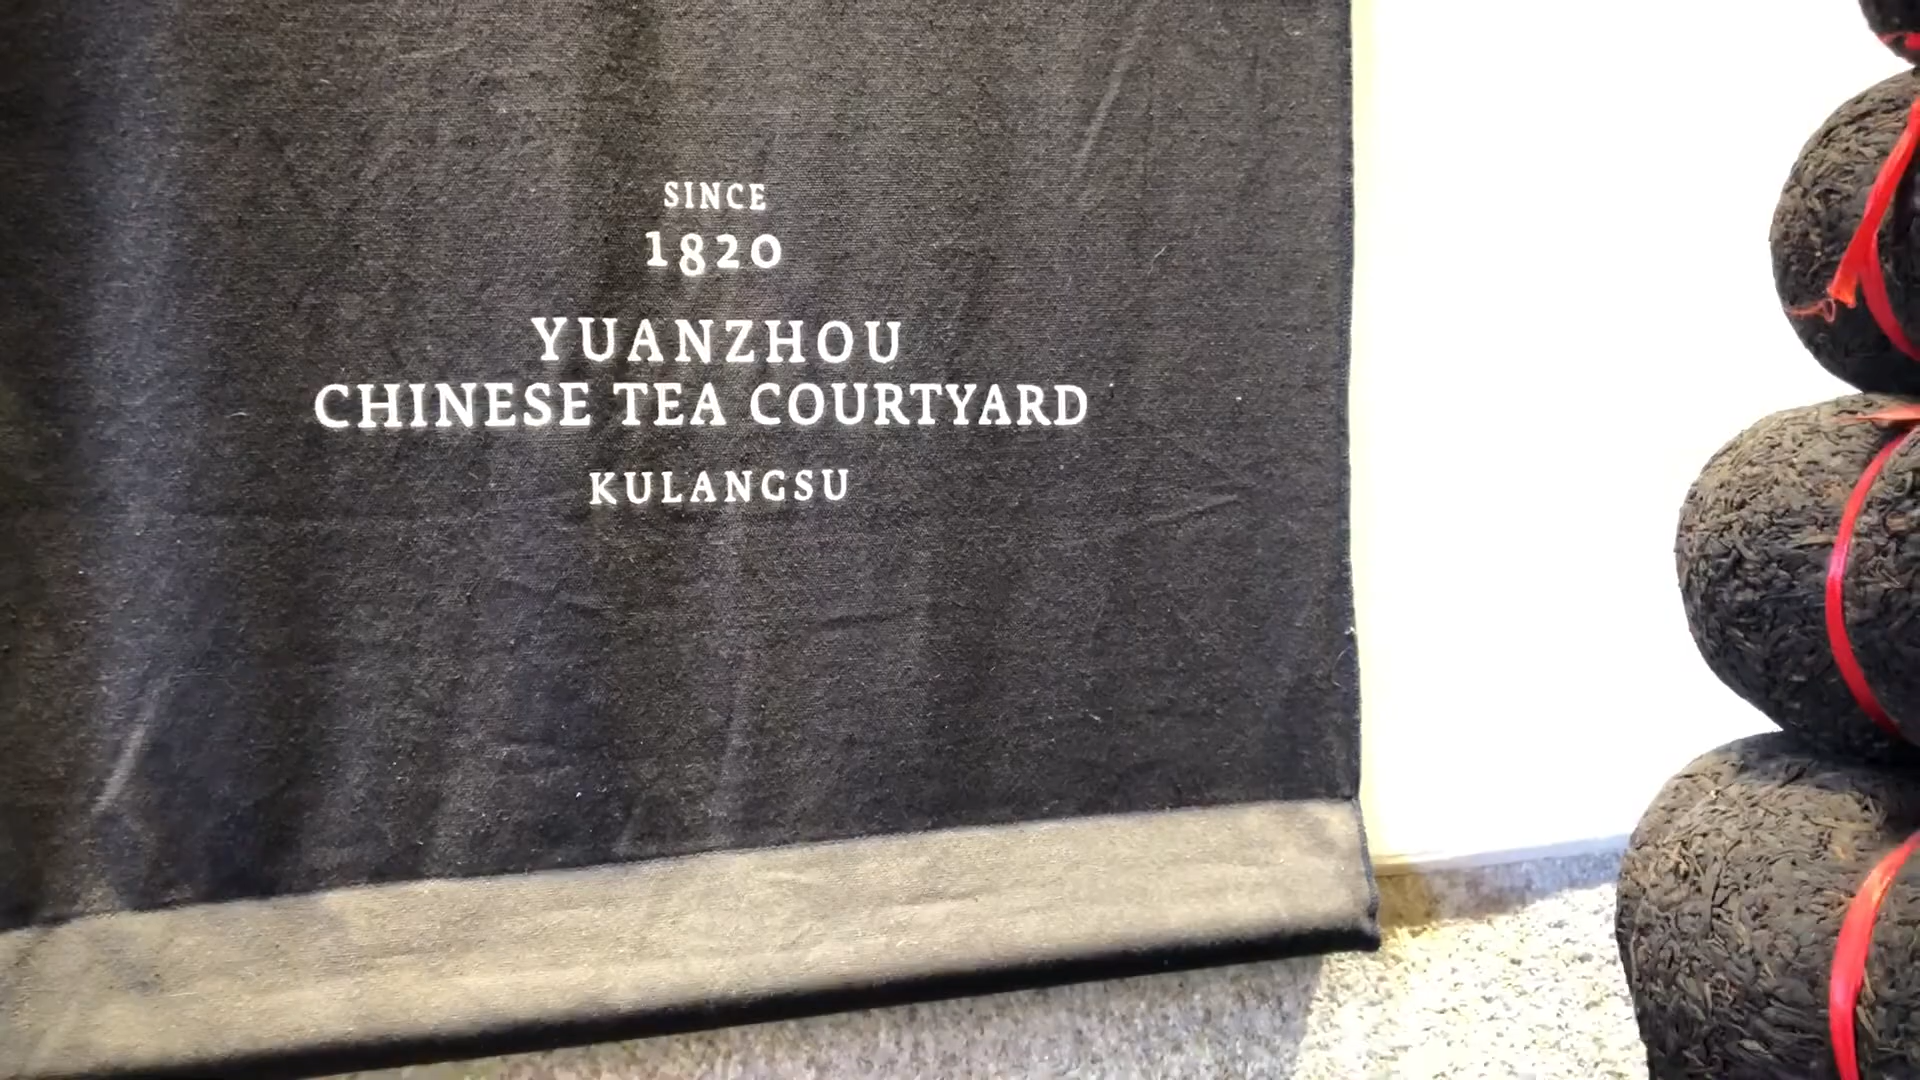 SINCE
1820
YUANZHOU
CHINESE TEA COURTYARD
KULANGSU